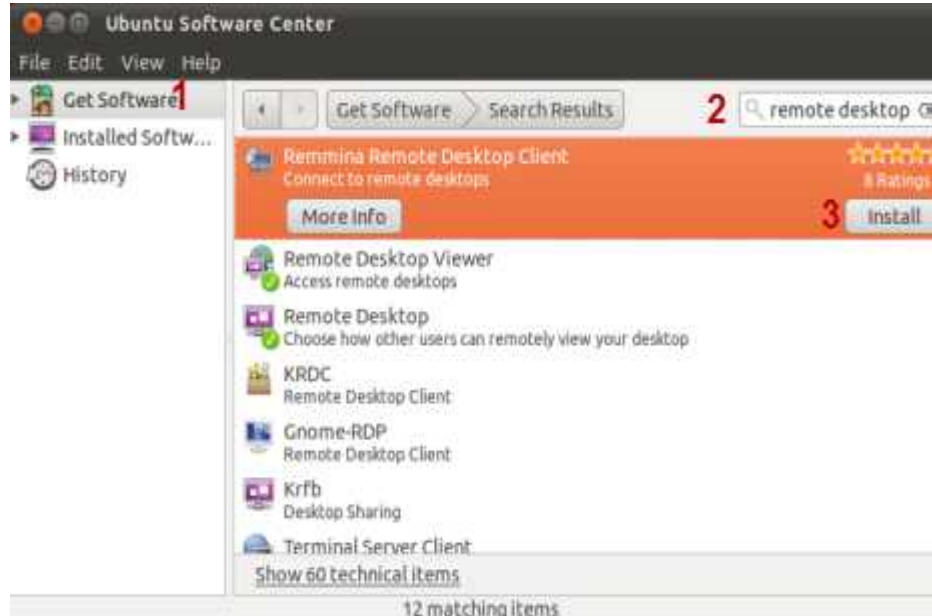 Ubuntu Software Center
File Edit View Help
Get Software 1
Installed Softw...
History
Get Software Search Results
2 remote desktop
Remmina Remote Desktop Client
Connect to remote desktops
8 Ratings
More Info
3 Install
Remote Desktop Viewer
Access remote desktops
Remote Desktop
Choose how other users can remotely view your desktop
KRDC
Remote Desktop Client
Gnome-RDP
Remote Desktop Client
Krfb
Desktop Sharing
Terminal Server Client
Show 60 technical items
12 matching items